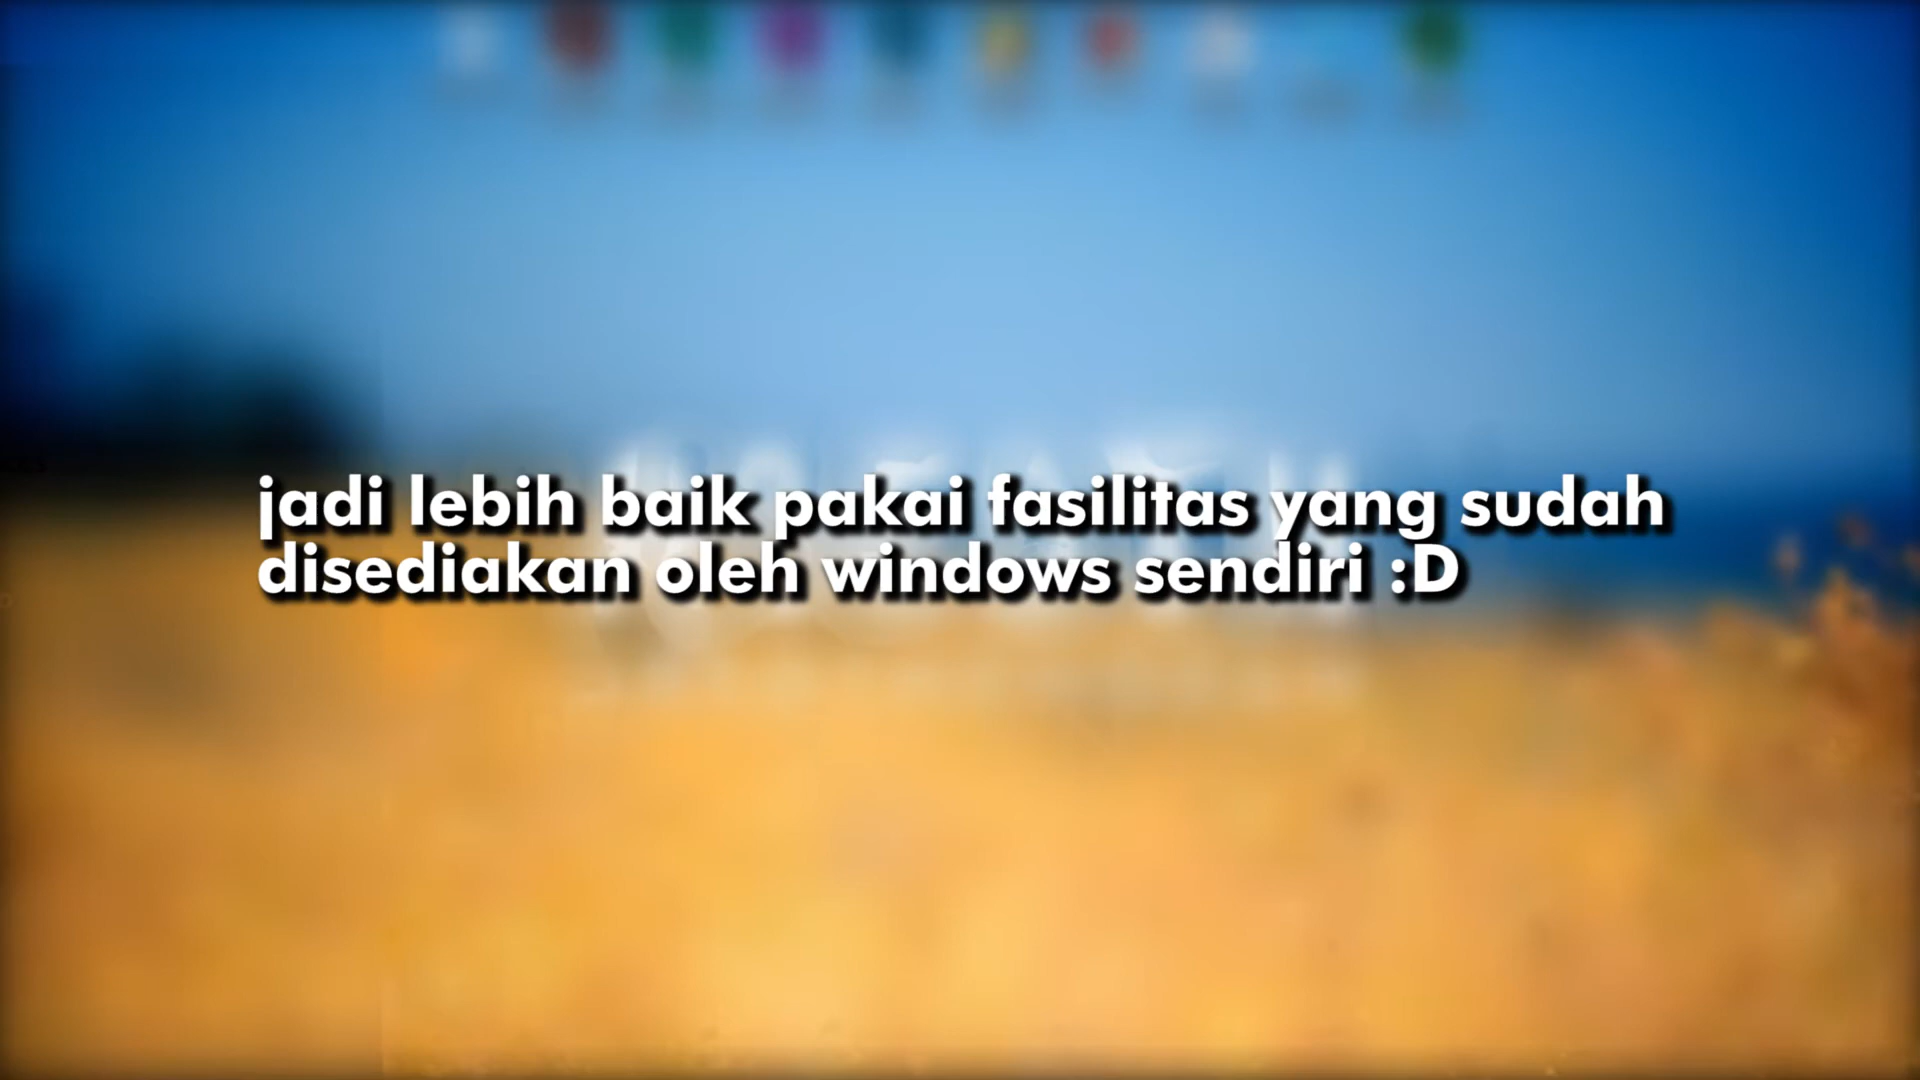 jadi lebih baik pakai fasilitas yang sudah
disediakan oleh windows sendiri :D